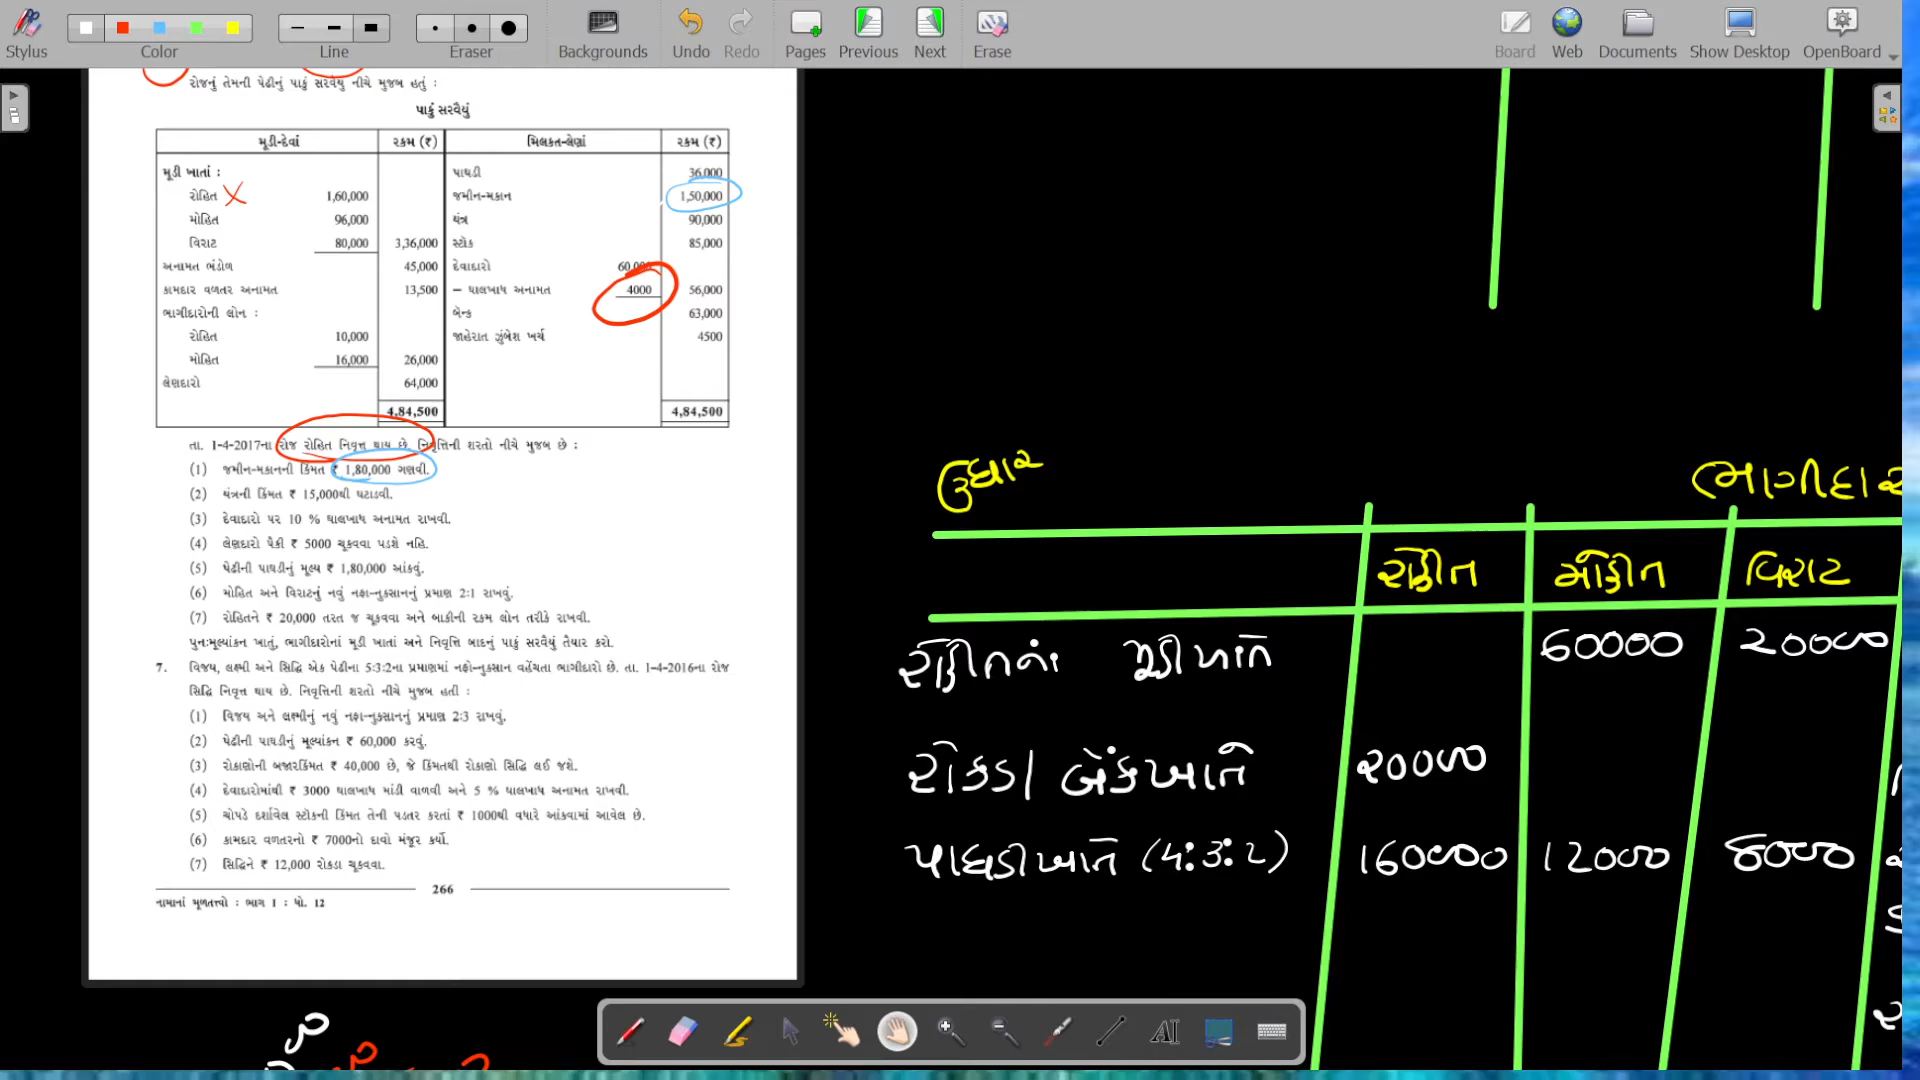 Stylus
Color
Line
Eraser
Backgrounds
Undo
Redo
Pages
Previous
Next
Erase
Board
Web
Documents
Show Desktop
OpenBoard
રોજનું તેમની પેઢીનું પાકું સરવૈયું નીચે મુજબ હતું :
પાકું સરવૈયું
મૂડી-દેવાં રકમ (₹) મિલકત-લેણાં રકમ (₹)
મૂડી ખાતાં : પાઘડી 36,000
રોહિત X 1,60,000 જમીન-મકાન 1,50,000
મોહિત 96,000 યંત્ર 90,000
વિરાટ 80,000 3,36,000 સ્ટૉક 85,000
અનામત ભંડોળ 45,000 દેવાદારો 60,000
કામદાર વળતર અનામત 13,500 – ઘાલખાધ અનામત 4000 56,000
ભાગીદારોની લોન : બૅન્ક 63,000
રોહિત 10,000 જાહેરાત ઝુંબેશ ખર્ચ 4500
મોહિત 16,000 26,000
લેણદારો 64,000
4,84,500 4,84,500
તા. 1-4-2017ના રોજ રોહિત નિવૃત્ત થાય છે. નિવૃત્તિની શરતો નીચે મુજબ છે :
(1) જમીન-મકાનની કિંમત ₹ 1,80,000 ગણવી.
(2) યંત્રની કિંમત ₹ 15,000થી ઘટાડવી.
(3) દેવાદારો પર 10 % ઘાલખાધ અનામત રાખવી.
(4) લેણદારો પૈકી ₹ 5000 ચૂકવવા પડશે નહિ.
(5) પેઢીની પાઘડીનું મૂલ્ય ₹ 1,80,000 આંકવું.
(6) મોહિત અને વિરાટનું નવું નફા-નુકસાનનું પ્રમાણ 2:1 રાખવું.
(7) રોહિતને ₹ 20,000 તરત જ ચૂકવવા અને બાકીની રકમ લોન તરીકે રાખવી.
પુનઃમૂલ્યાંકન ખાતું, ભાગીદારોનાં મૂડી ખાતાં અને નિવૃત્તિ બાદનું પાકું સરવૈયું તૈયાર કરો.
7. વિજય, લક્ષ્મી અને સિદ્ધિ એક પેઢીના 5:3:2ના પ્રમાણમાં નફો-નુકસાન વહેંચતા ભાગીદારો છે. તા. 1-4-2016ના રોજ
સિદ્ધિ નિવૃત્ત થાય છે. નિવૃત્તિની શરતો નીચે મુજબ હતી :
(1) વિજય અને લક્ષ્મીનું નવું નફા-નુકસાનનું પ્રમાણ 2:3 રાખવું.
(2) પેઢીની પાઘડીનું મૂલ્યાંકન ₹ 60,000 કરવું.
(3) રોકાણોની બજારકિંમત ₹ 40,000 છે, જે કિંમતથી રોકાણો સિદ્ધિ લઈ જશે.
(4) દેવાદારોમાંથી ₹ 3000 ઘાલખાધ માંડી વાળવી અને 5 % ઘાલખાધ અનામત રાખવી.
(5) ચોપડે દર્શાવેલ સ્ટૉકની કિંમત તેની પડતર કરતાં ₹ 1000થી વધારે આંકવામાં આવેલ છે.
(6) કામદાર વળતરનો ₹ 7000નો દાવો મંજૂર કર્યો.
(7) સિદ્ધિને ₹ 12,000 રોકડા ચૂકવવા.
266
નામાનાં મૂળતત્ત્વો : ભાગ I : ધો. 12
ઉધાર
રોહીત મોહીત વિરાટ
રોહીતનાં મૂડીખાતે 60000 20000
રોકડ/બેંકખાતે 20000
પાઘડીખાતે (4:3:2) 160000 12000 8000